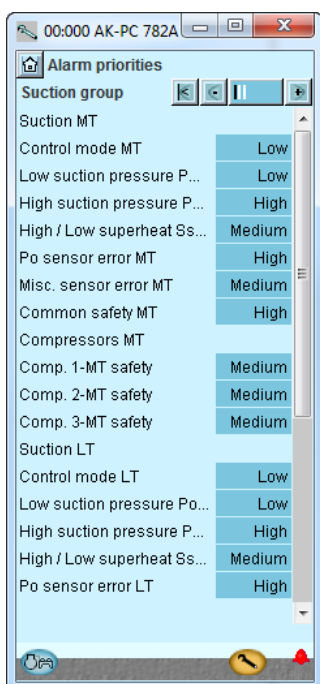 00:000 AK-PC 782A
Alarm priorities
Suction group
Suction MT
Control mode MT Low
Low suction pressure P... Low
High suction pressure P... High
High / Low superheat Ss... Medium
Po sensor error MT High
Misc. sensor error MT Medium
Common safety MT High
Compressors MT
Comp. 1-MT safety Medium
Comp. 2-MT safety Medium
Comp. 3-MT safety Medium
Suction LT
Control mode LT Low
Low suction pressure Po... Low
High suction pressure P... High
High / Low superheat Ss... Medium
Po sensor error LT High